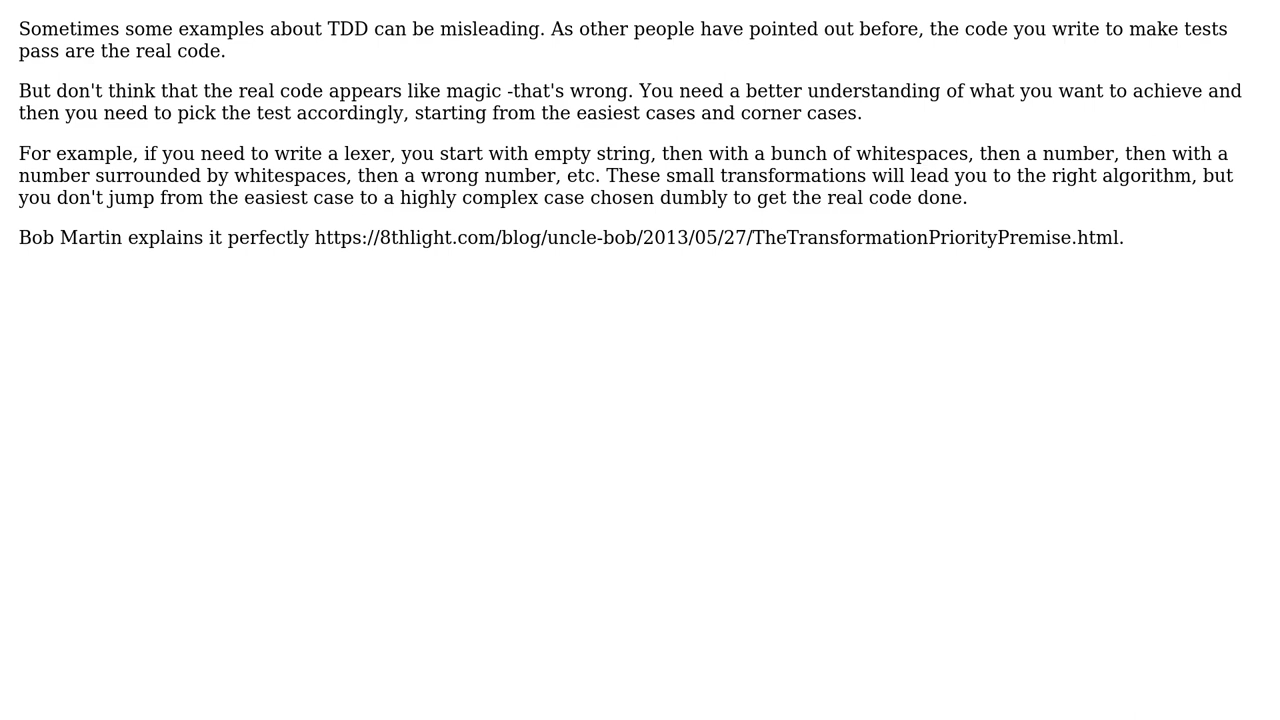 Sometimes some examples about TDD can be misleading. As other people have pointed out before, the code you write to make tests
pass are the real code.
But don't think that the real code appears like magic -that's wrong. You need a better understanding of what you want to achieve and
then you need to pick the test accordingly, starting from the easiest cases and corner cases.
For example, if you need to write a lexer, you start with empty string, then with a bunch of whitespaces, then a number, then with a
number surrounded by whitespaces, then a wrong number, etc. These small transformations will lead you to the right algorithm, but
you don't jump from the easiest case to a highly complex case chosen dumbly to get the real code done.
Bob Martin explains it perfectly https://8thlight.com/blog/uncle-bob/2013/05/27/TheTransformationPriorityPremise.html.